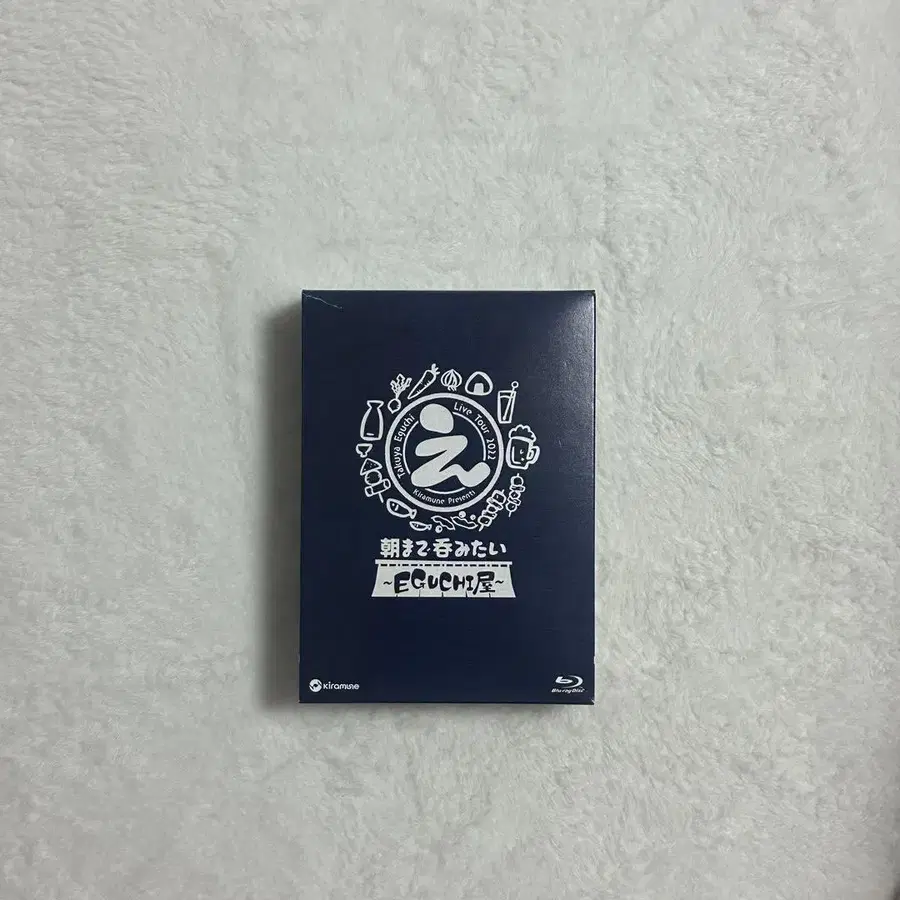 Takuya Eguchi
Live Tour 2022
え
Kiramune Presents
朝まで呑みたい
~EGUCHI屋~
Kiramune
Blu-ray Disc